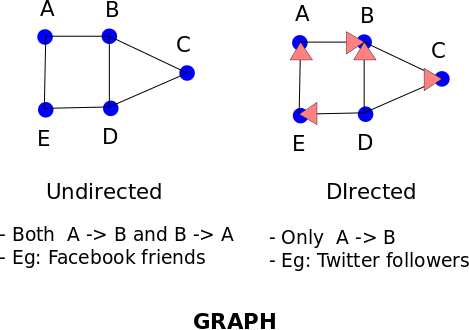 A B
C
E D
A B
C
E D
Undirected
- Both A -> B and B -> A
- Eg: Facebook friends
DIrected
- Only A -> B
- Eg: Twitter followers
GRAPH